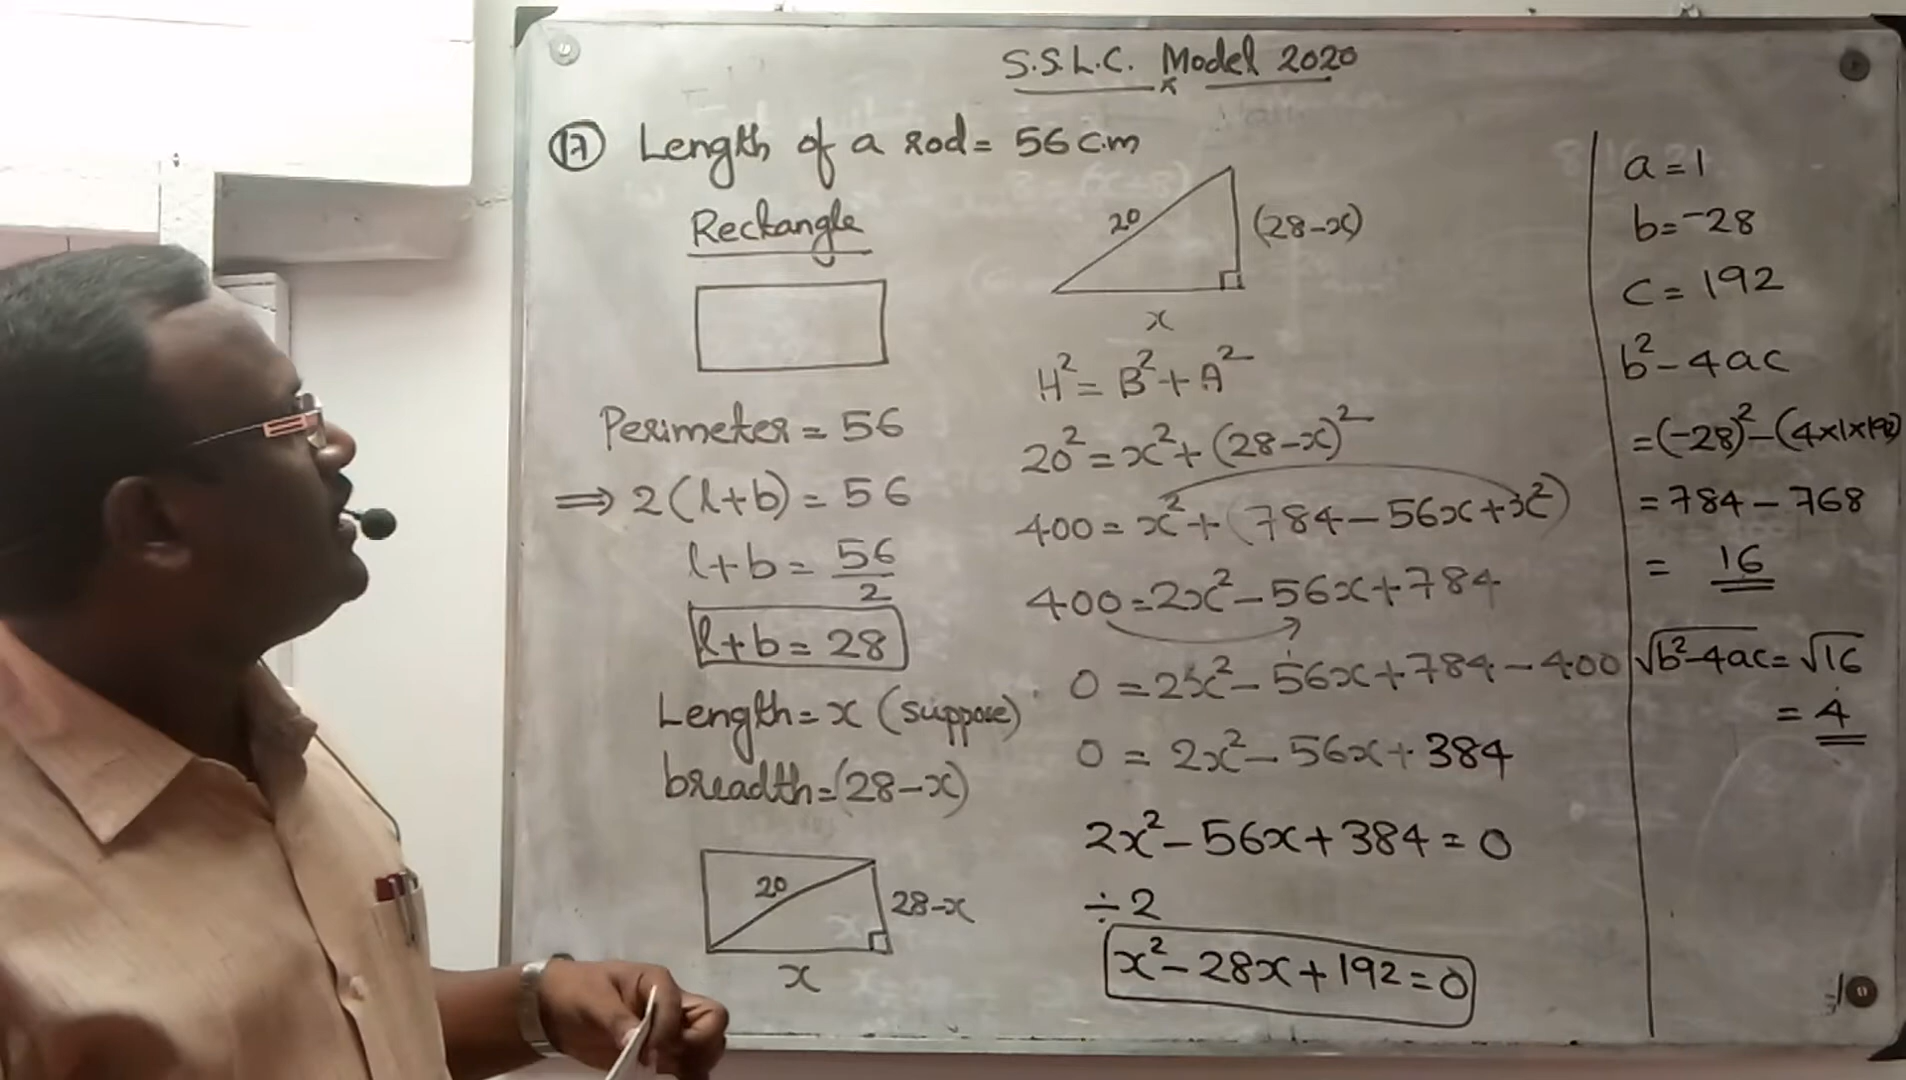 S.S.L.C. Model 2020
17 Length of a rod = 56 c.m
Rectangle
Perimeter = 56
⇒ 2(l+b) = 56
l+b = 56/2
l+b = 28
Length = x (suppose)
breadth = (28-x)
20
28-x
x
20
(28-x)
x
H² = B² + A²
20² = x² + (28-x)²
400 = x² + (784 - 56x + x²)
400 = 2x² - 56x + 784
0 = 2x² - 56x + 784 - 400
0 = 2x² - 56x + 384
2x² - 56x + 384 = 0
÷2
x² - 28x + 192 = 0
a = 1
b = -28
c = 192
b² - 4ac
= (-28)² - (4×1×192)
= 784 - 768
= 16
√b²-4ac = √16
= 4